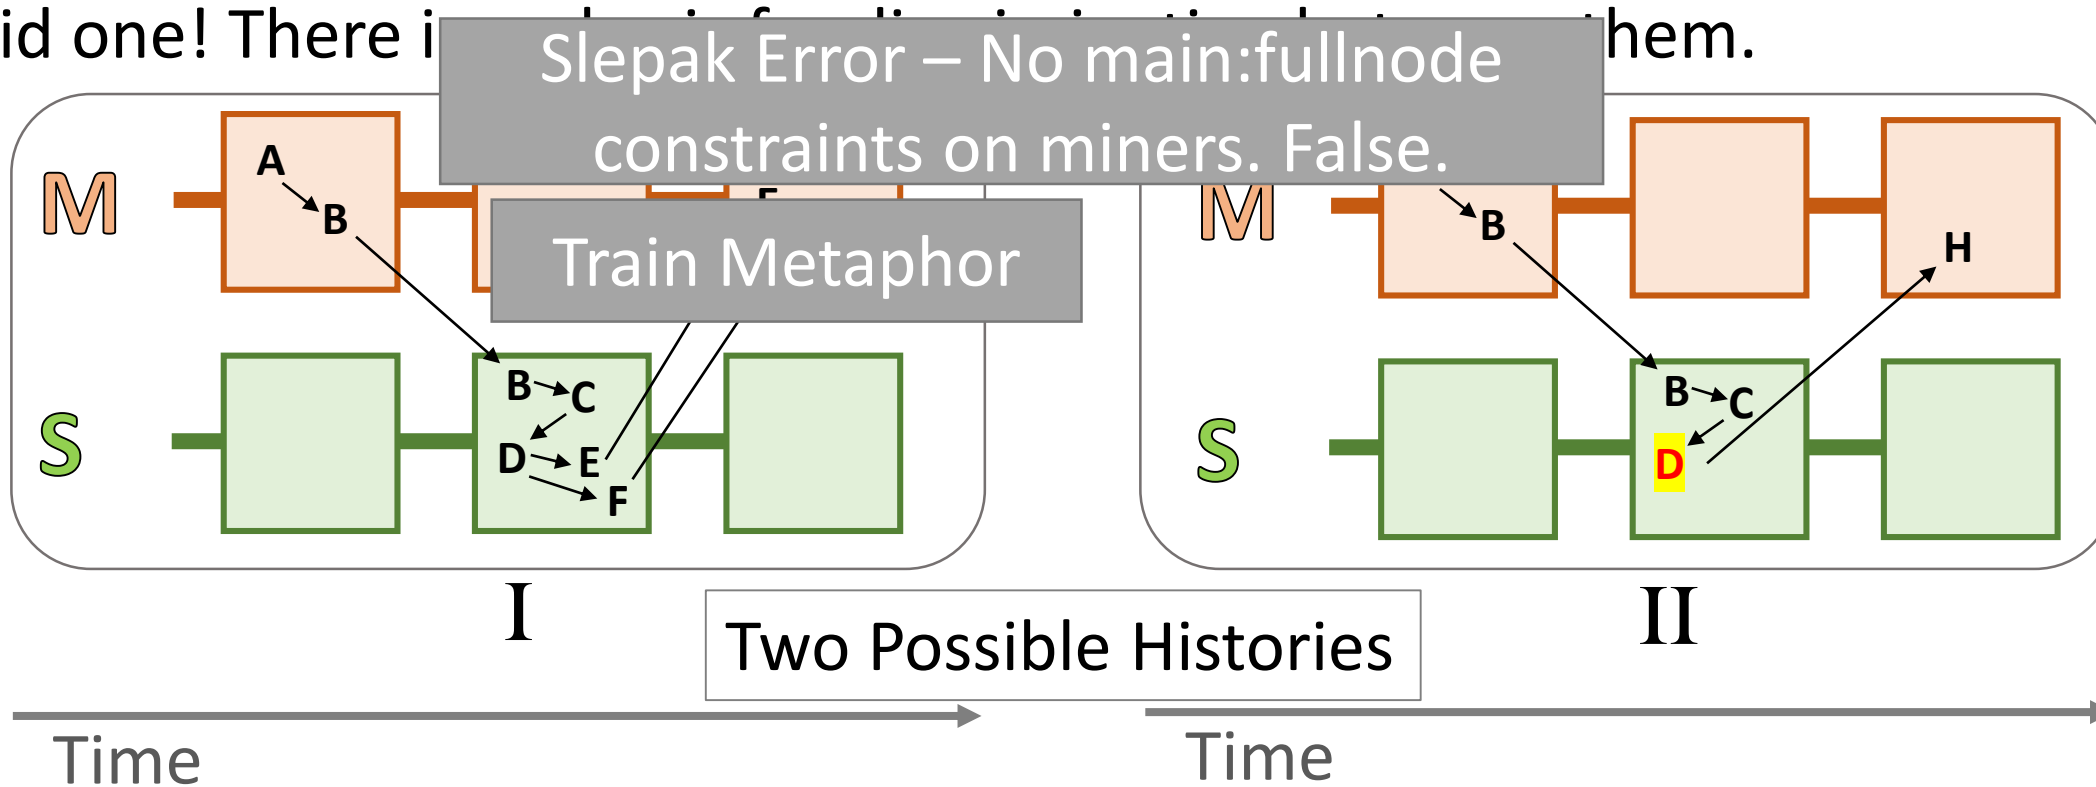 id one! There i hem.
Slepak Error – No main:fullnode
constraints on miners. False.
A
B
M
Train Metaphor
B
C
D
E
F
S
M
B
H
B
C
D
S
I
II
Two Possible Histories
Time
Time